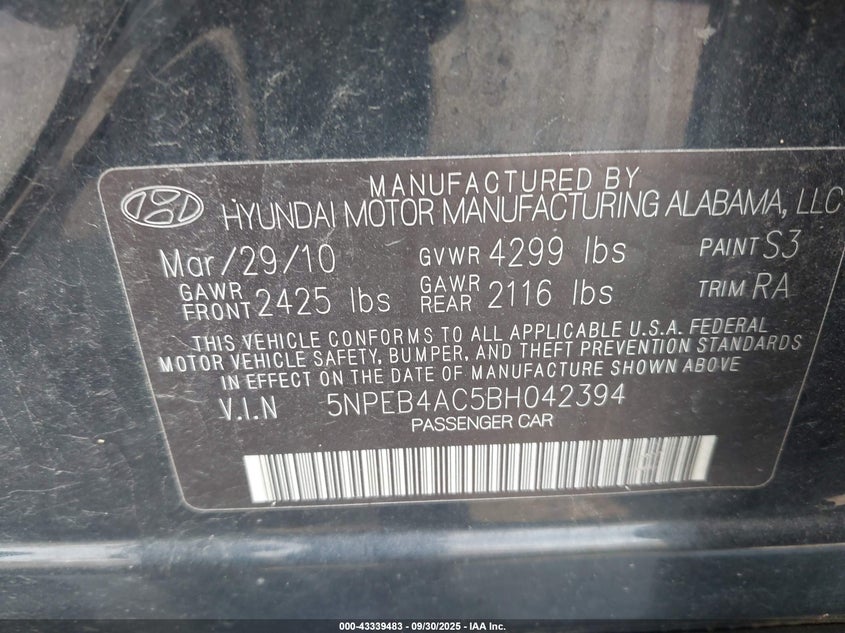 MANUFACTURED BY
HYUNDAI MOTOR MANUFACTURING ALABAMA, LLC
Mar/29/10 GVWR 4299 lbs PAINT S3
GAWR FRONT 2425 lbs GAWR REAR 2116 lbs TRIM RA
THIS VEHICLE CONFORMS TO ALL APPLICABLE U.S.A. FEDERAL
MOTOR VEHICLE SAFETY, BUMPER, AND THEFT PREVENTION STANDARDS
IN EFFECT ON THE DATE OF MANUFACTURE SHOWN ABOVE
V.I.N 5NPEB4AC5BH042394
PASSENGER CAR
000-43339483 - 09/30/2025 - IAA Inc.